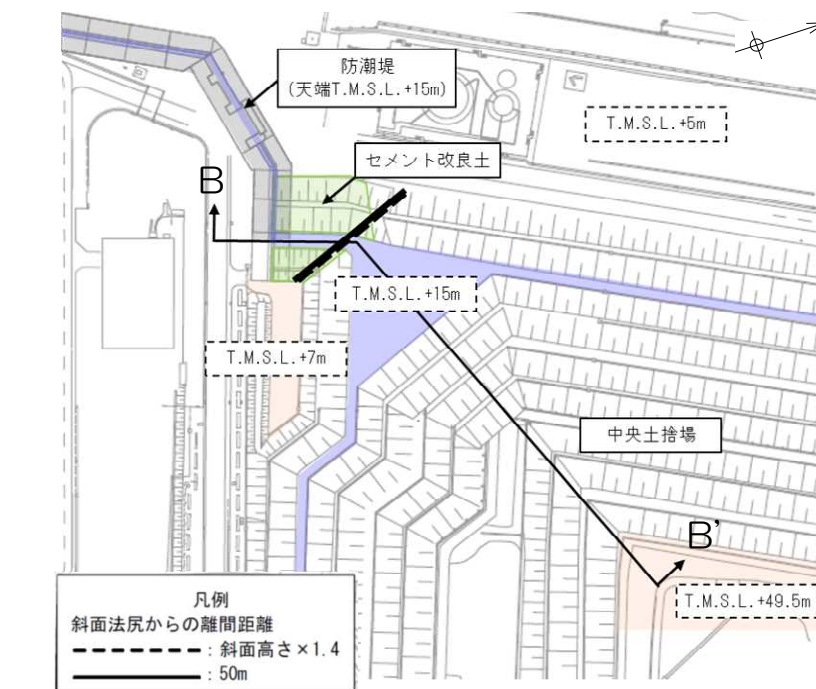 防潮堤
(天端T.M.S.L.+15m)
T.M.S.L.+5m
セメント改良土
B
T.M.S.L.+15m
T.M.S.L.+7m
中央土捨場
B'
T.M.S.L.+49.5m
凡例
斜面法尻からの離間距離
：斜面高さ×1.4
：50m